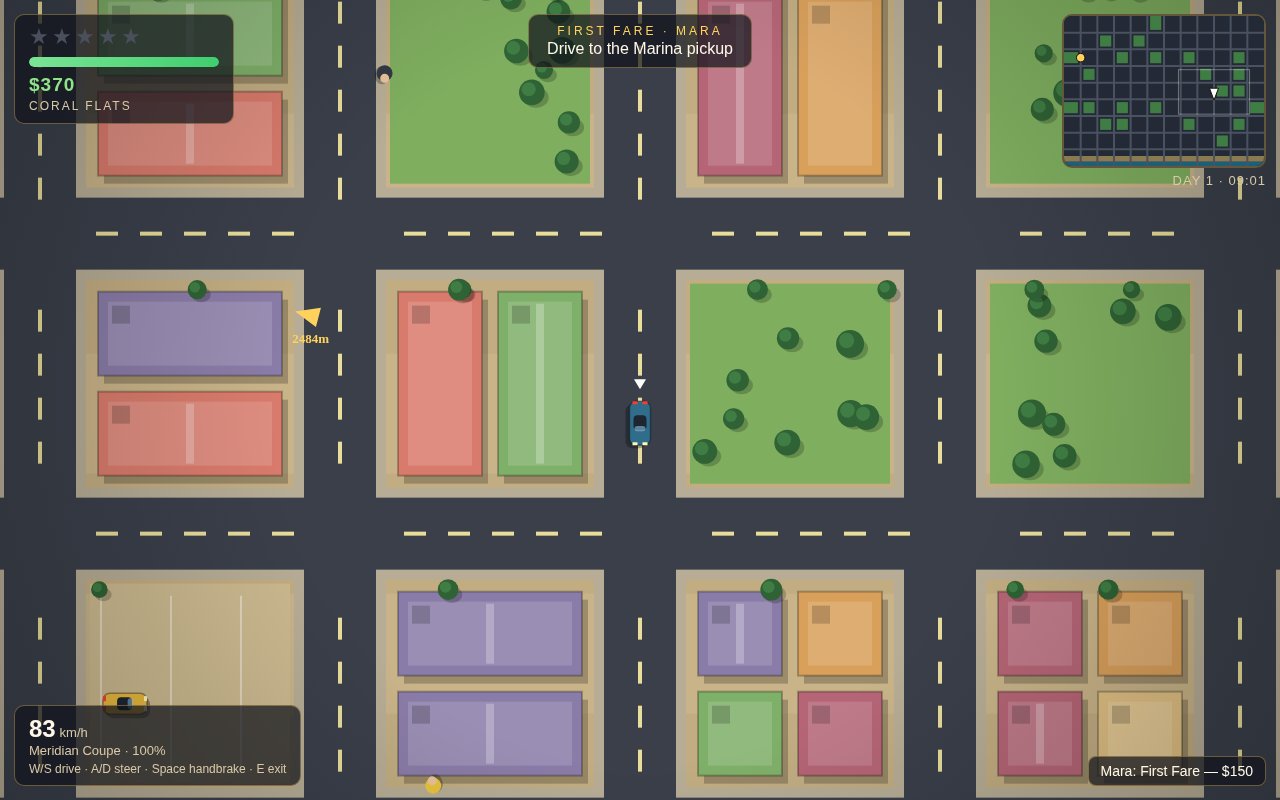 $370
CORAL FLATS
FIRST FARE · MARA
Drive to the Marina pickup
DAY 1 · 09:01
2484m
83 km/h
Meridian Coupe · 100%
W/S drive · A/D steer · Space handbrake · E exit
Mara: First Fare — $150